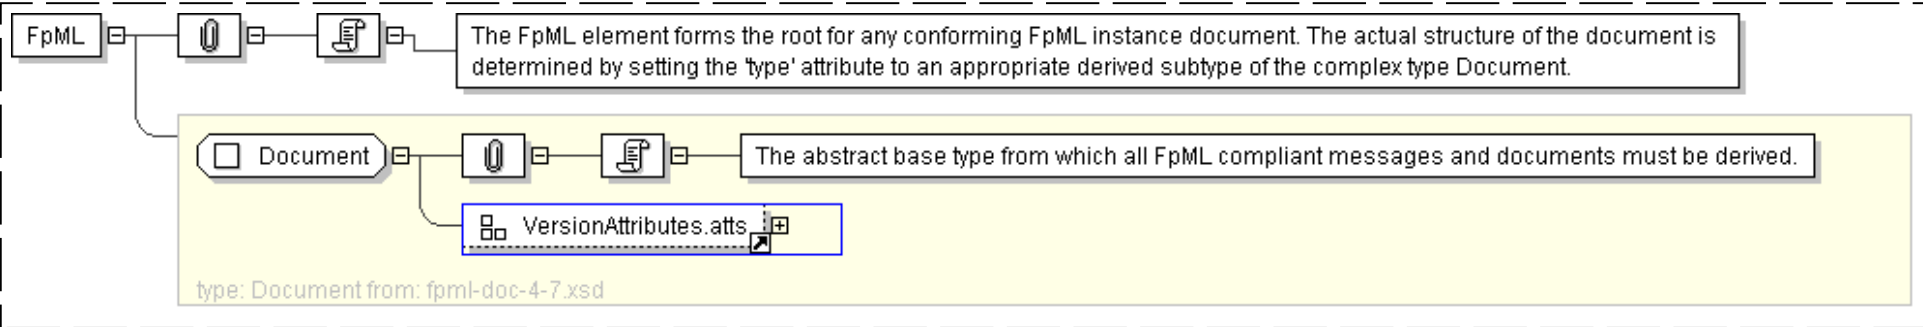 FpML
The FpML element forms the root for any conforming FpML instance document. The actual structure of the document is
determined by setting the 'type' attribute to an appropriate derived subtype of the complex type Document.
Document
The abstract base type from which all FpML compliant messages and documents must be derived.
VersionAttributes.atts
type: Document from: fpml-doc-4-7.xsd